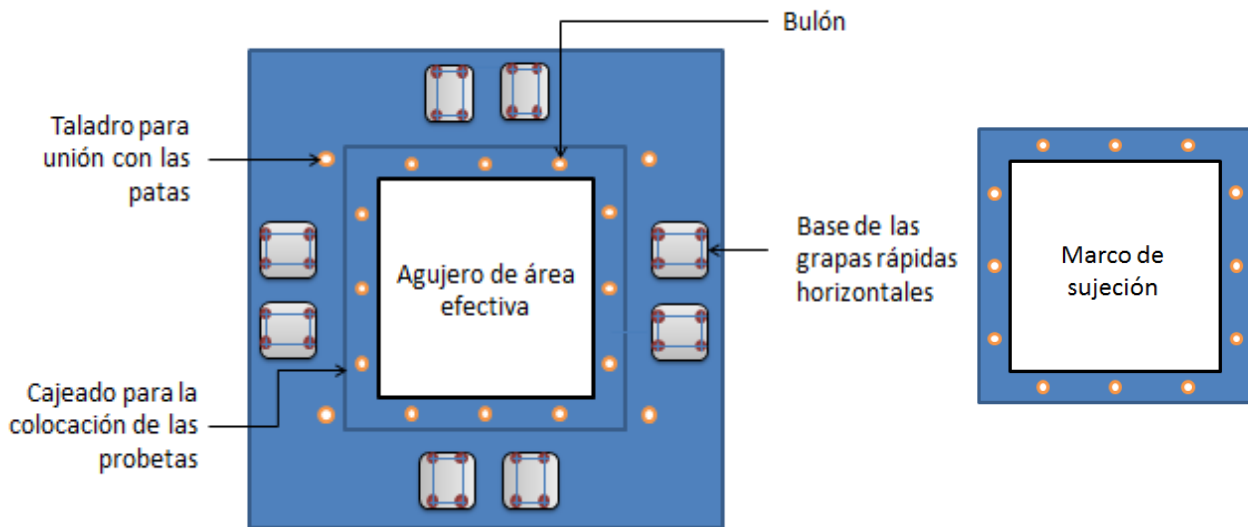 Bulón
Taladro para
unión con las
patas
Agujero de área
efectiva
Base de las
grapas rápidas
horizontales
Marco de
sujeción
Cajeado para la
colocación de las
probetas